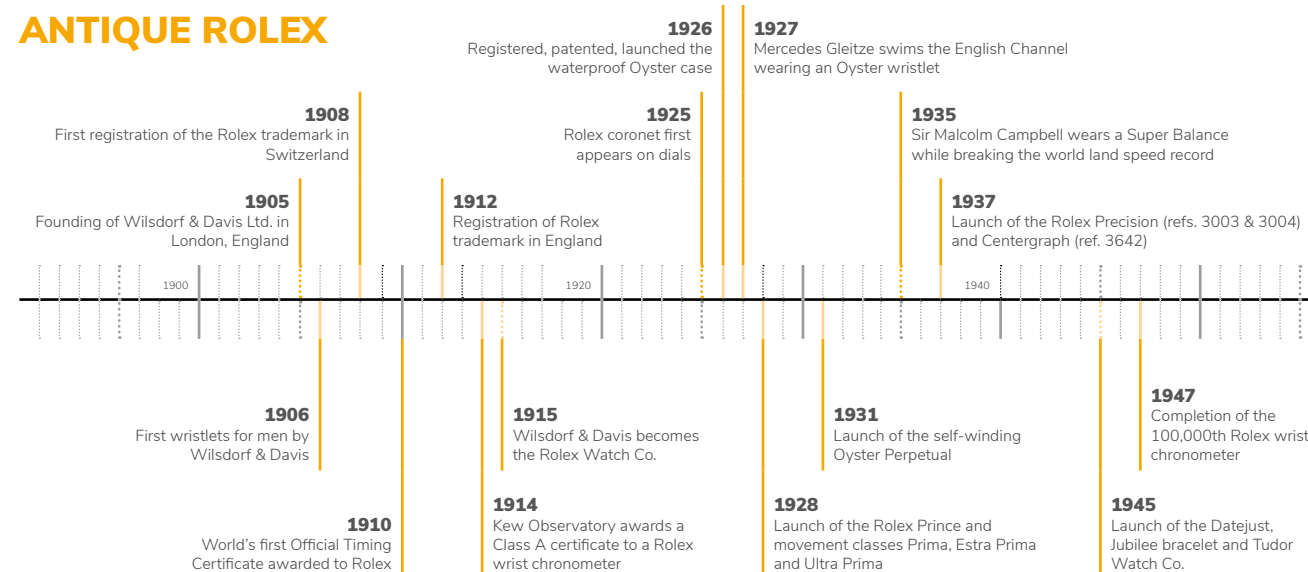 ANTIQUE ROLEX
1926
Registered, patented, launched the
waterproof Oyster case
1927
Mercedes Gleitze swims the English Channel
wearing an Oyster wristlet
1908
First registration of the Rolex trademark in
Switzerland
1925
Rolex coronet first
appears on dials
1935
Sir Malcolm Campbell wears a Super Balance
while breaking the world land speed record
1905
Founding of Wilsdorf & Davis Ltd. in
London, England
1912
Registration of Rolex
trademark in England
1937
Launch of the Rolex Precision (refs. 3003 & 3004)
and Centergraph (ref. 3642)
1900
1920
1940
1906
First wristlets for men by
Wilsdorf & Davis
1915
Wilsdorf & Davis becomes
the Rolex Watch Co.
1931
Launch of the self-winding
Oyster Perpetual
1947
Completion of the
100,000th Rolex wrist
chronometer
1910
World's first Official Timing
Certificate awarded to Rolex
1914
Kew Observatory awards a
Class A certificate to a Rolex
wrist chronometer
1928
Launch of the Rolex Prince and
movement classes Prima, Estra Prima
and Ultra Prima
1945
Launch of the Datejust,
Jubilee bracelet and Tudor
Watch Co.